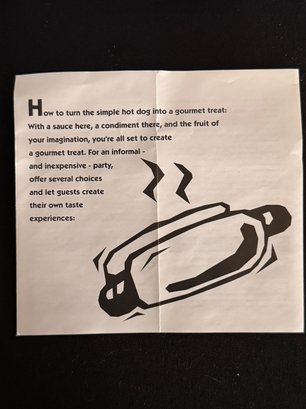 How to turn the simple hot dog into a gourmet treat:
With a sauce here, a condiment there, and the fruit of
your imagination, you're all set to create
a gourmet treat. For an informal -
and inexpensive - party,
offer several choices
and let guests create
their own taste
experiences: